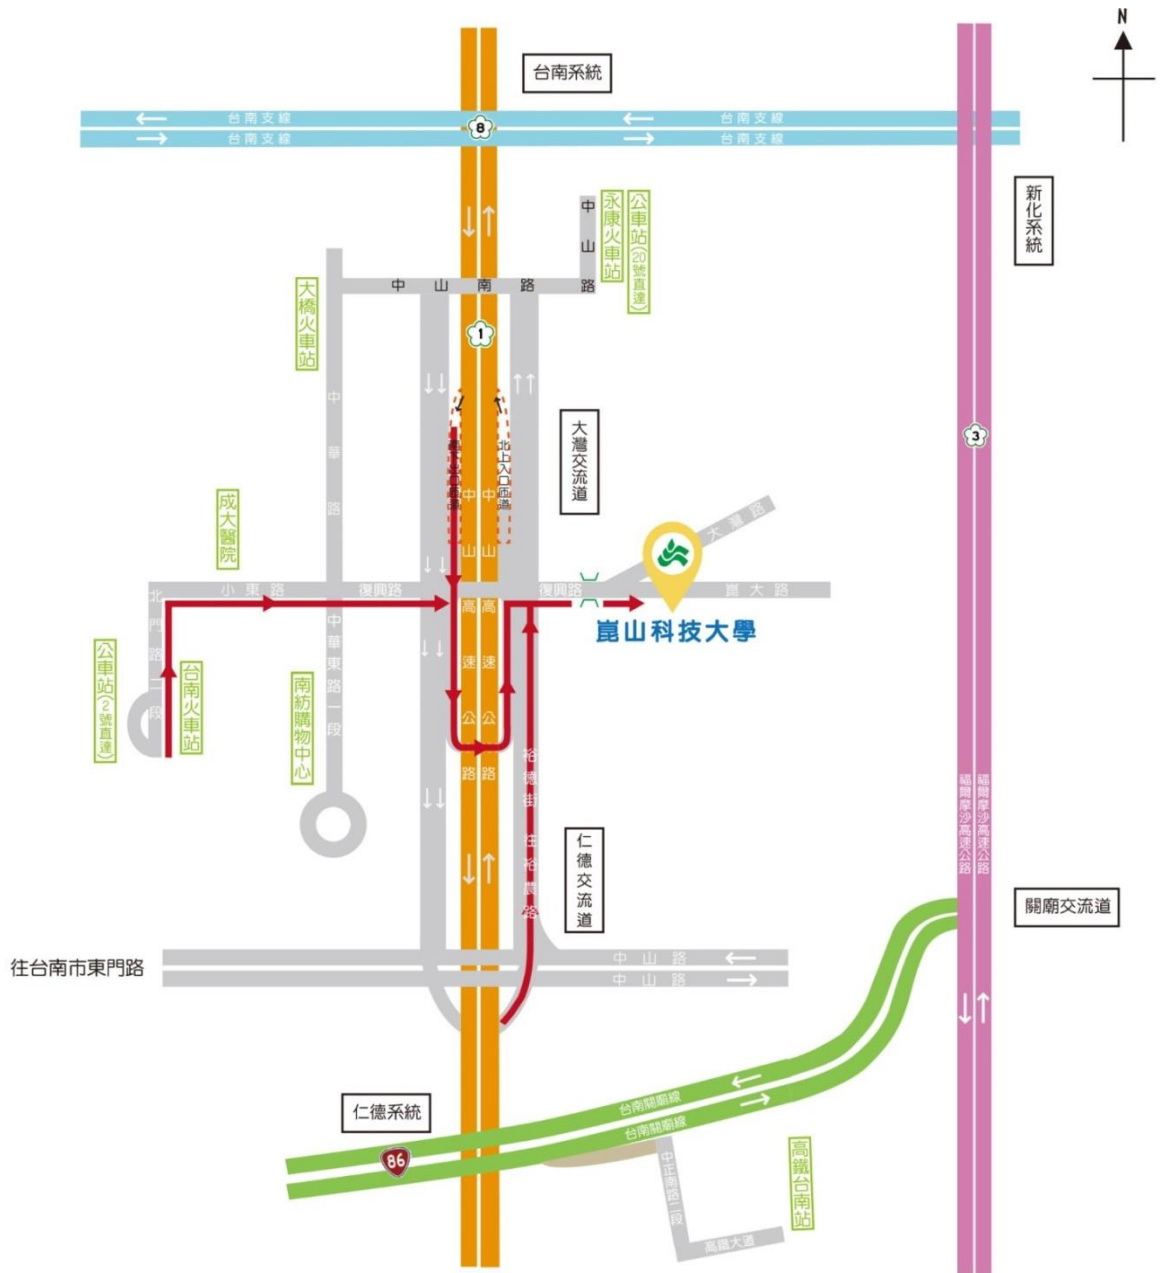 N
台南系統
台南支線
台南支線
8
台南支線
台南支線
新化系統
中山路
永康火車站
公車站(20號直達)
中山南路
大橋火車站
1
中華路
大灣交流道
3
南下出口匝道
北上入口匝道
成大醫院
大灣路
小東路
復興路
復興路
崑大路
崑山科技大學
北門路二段
中華東路一段
中山高速公路
中山高速公路
公車站(2號直達)
台南火車站
南紡購物中心
裕德街
往裕農路
福爾摩沙高速公路
福爾摩沙高速公路
仁德交流道
關廟交流道
往台南市東門路
中山路
中山路
仁德系統
台南關廟線
台南關廟線
86
中正南路二段
高鐵台南站
高鐵大道